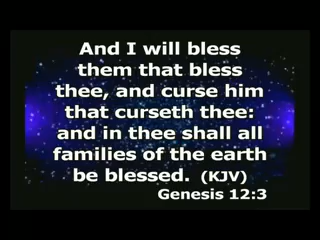 And I will bless
them that bless
thee, and curse him
that curseth thee:
and in thee shall all
families of the earth
be blessed. (KJV)
Genesis 12:3